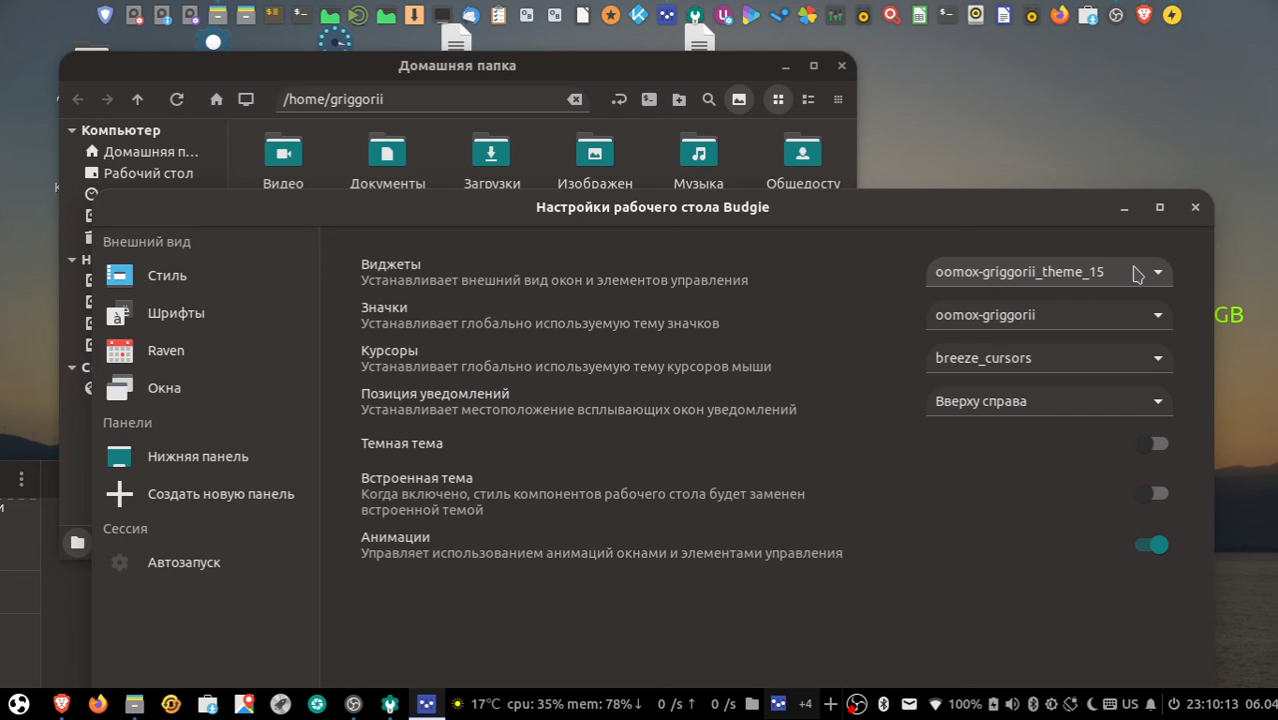 Домашняя папка
/home/griggorii
Компьютер
Домашняя п...
Рабочий стол
Видео
Документы
Загрузки
Изображен
Музыка
Общедосту
Настройки рабочего стола Budgie
Внешний вид
Стиль
Шрифты
Raven
Окна
Панели
Нижняя панель
Создать новую панель
Сессия
Автозапуск
Виджеты
Устанавливает внешний вид окон и элементы управления
oomox-griggorii_theme_15
Значки
Устанавливает глобально используемую тему значков
oomox-griggorii
Курсоры
Устанавливает глобально используемую тему курсоров мыши
breeze_cursors
Позиция уведомлений
Устанавливает местоположение всплывающих окон уведомлений
Вверху справа
Темная тема
Встроенная тема
Когда включено, стиль компонентов рабочего стола будет заменен
встроенной темой
Анимации
Управляет использованием анимаций окнами и элементами управления
GB
17℃ cpu: 35% mem: 78%↓ 0 /s ↑ 0 /s +4 100% US 23:10:13 06.04